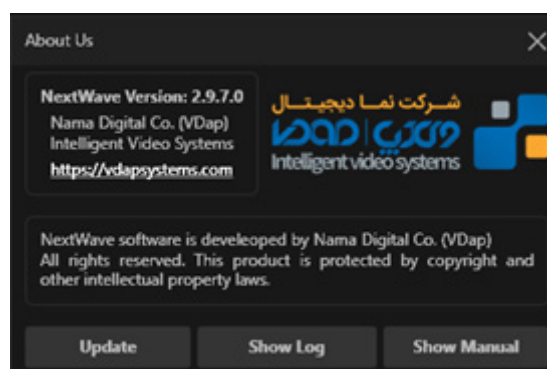 About Us
NextWave Version: 2.9.7.0
Nama Digital Co. (VDap)
Intelligent Video Systems
https://vdapsystems.com
شرکت نمـا دیجیـتـال
Intelligent video systems
NextWave software is develeoped by Nama Digital Co. (VDap)
All rights reserved. This product is protected by copyright and
other intellectual property laws.
Update
Show Log
Show Manual